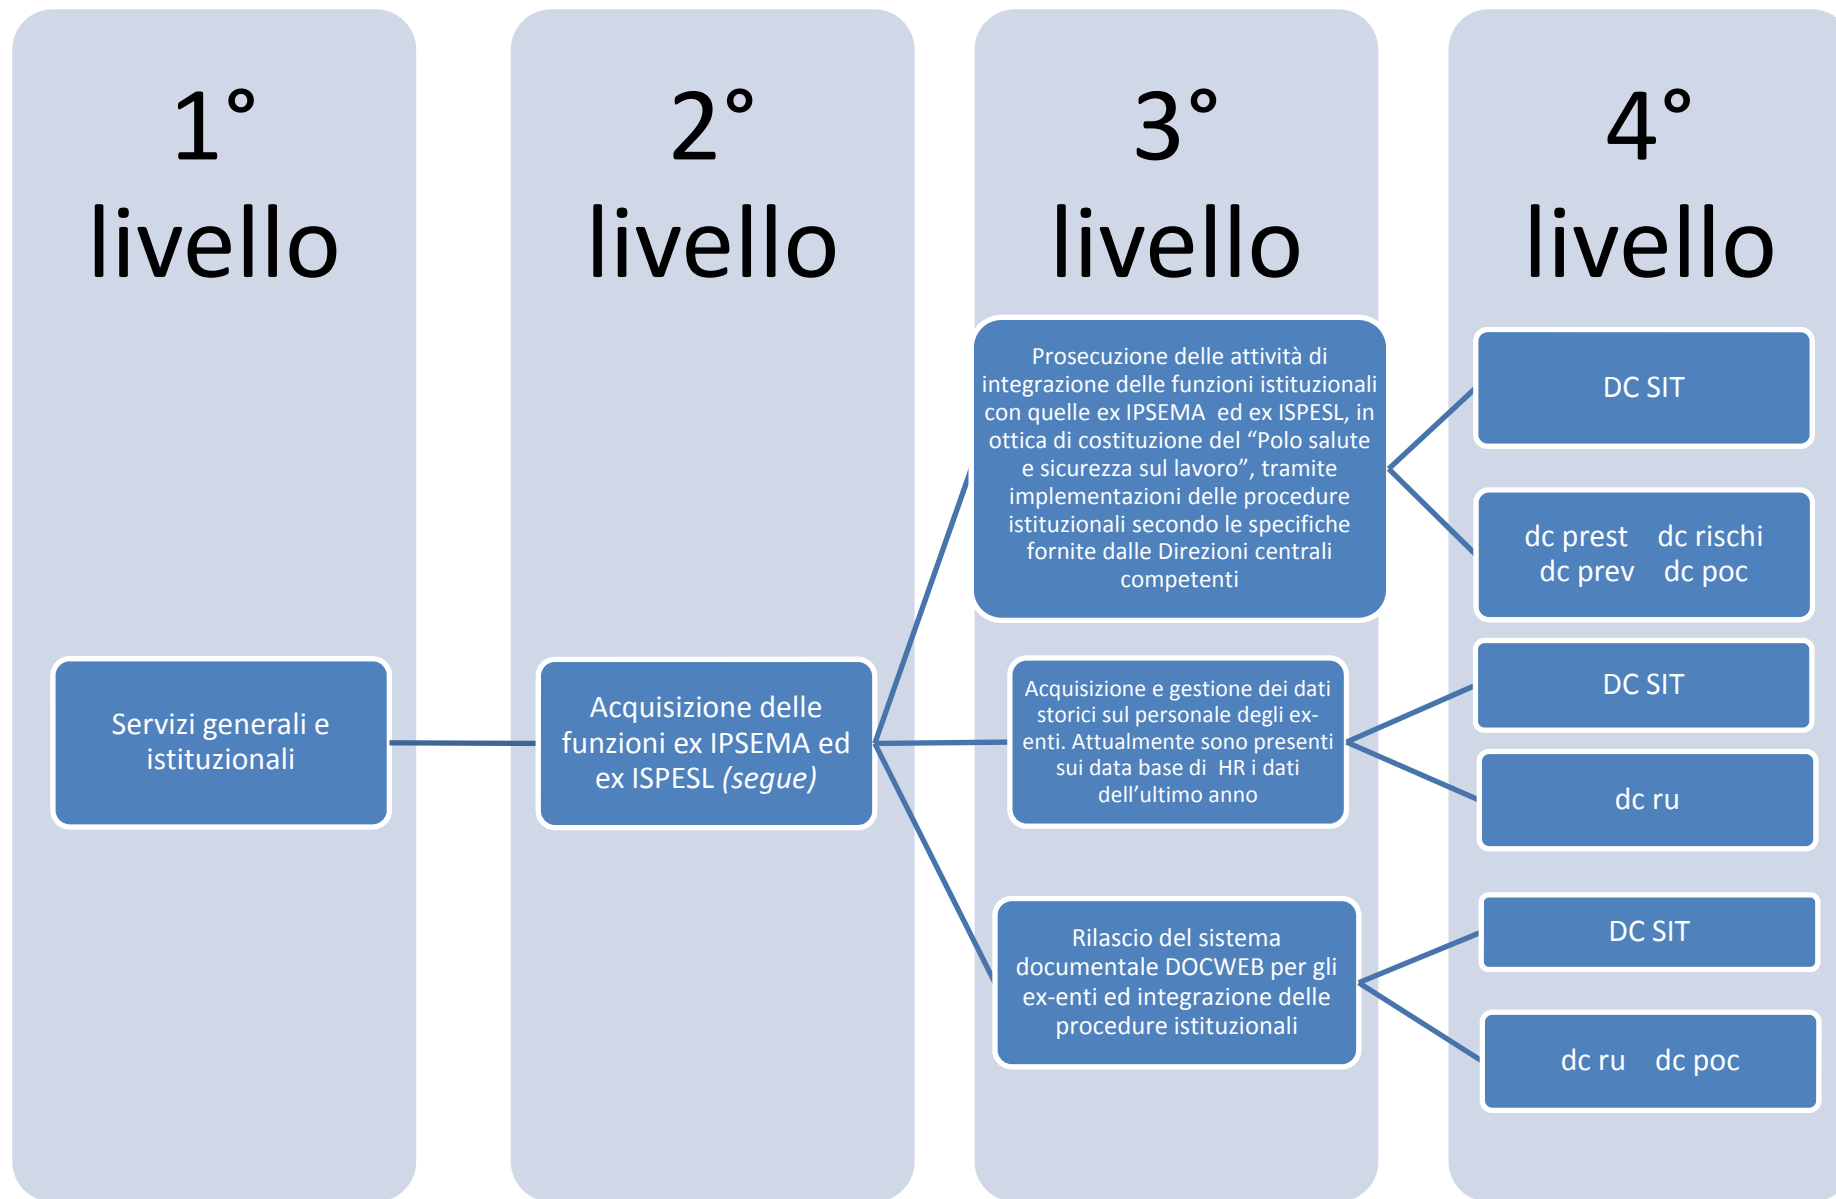 1°
livello
2°
livello
3°
livello
4°
livello
Servizi generali e
istituzionali
Acquisizione delle
funzioni ex IPSEMA ed
ex ISPESL (segue)
Prosecuzione delle attività di
integrazione delle funzioni istituzionali
con quelle ex IPSEMA  ed ex ISPESL, in
ottica di costituzione del “Polo salute
e sicurezza sul lavoro”, tramite
implementazioni delle procedure
istituzionali secondo le specifiche
fornite dalle Direzioni centrali
competenti
DC SIT
dc prest    dc rischi
dc prev    dc poc
Acquisizione e gestione dei dati
storici sul personale degli ex-
enti. Attualmente sono presenti
sui data base di  HR i dati
dell’ultimo anno
DC SIT
dc ru
Rilascio del sistema
documentale DOCWEB per gli
ex-enti ed integrazione delle
procedure istituzionali
DC SIT
dc ru    dc poc